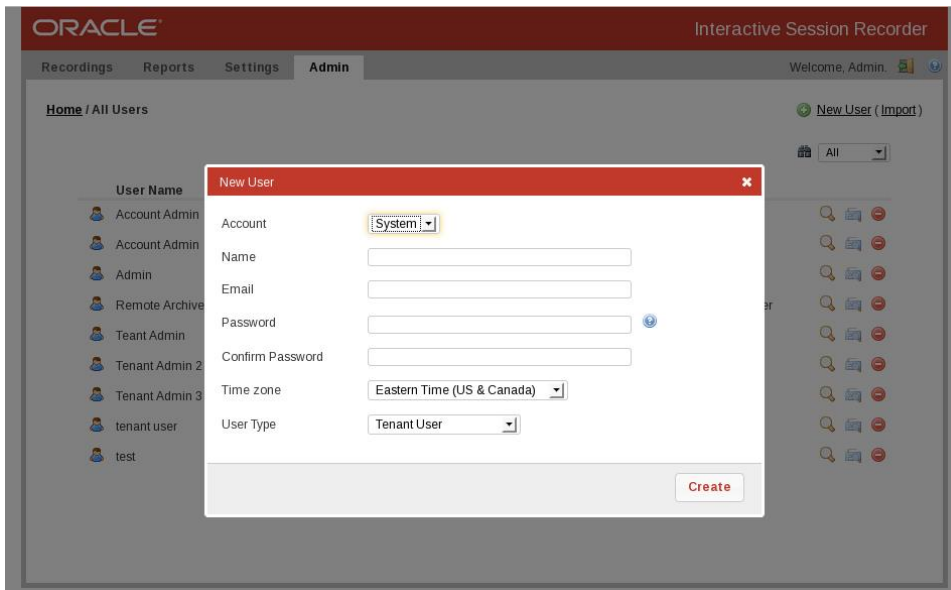 ORACLE
Interactive Session Recorder
Recordings Reports Settings Admin
Welcome, Admin.
Home / All Users
New User ( Import )
All
User Name
New User
Account Admin
Account Admin
Admin
Remote Archive
er
Teant Admin
Tenant Admin 2
Tenant Admin 3
tenant user
test
Account System
Name
Email
Password
Confirm Password
Time zone Eastern Time (US & Canada)
User Type Tenant User
Create